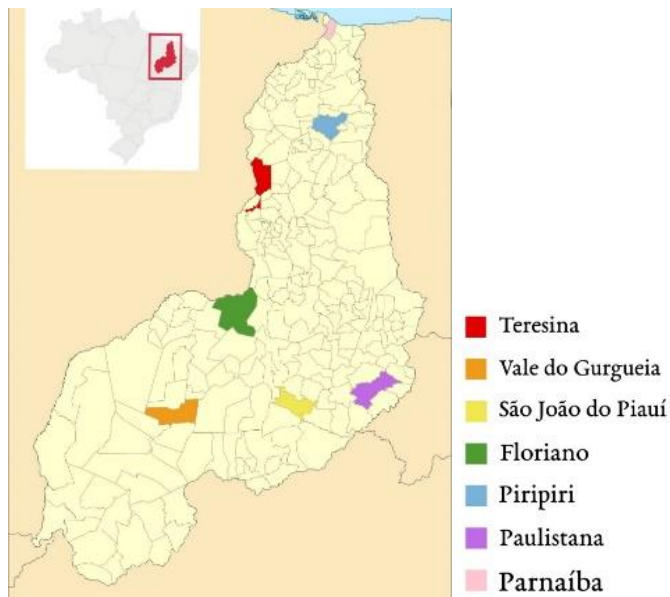 Teresina
Vale do Gurgueia
São João do Piauí
Floriano
Piripiri
Paulistana
Parnaíba